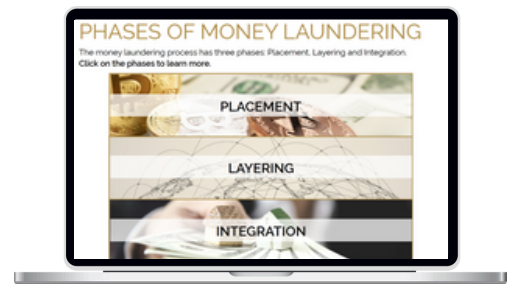 PHASES OF MONEY LAUNDERING
The money laundering process has three phases: Placement, Layering and Integration.
Click on the phases to learn more.
PLACEMENT
LAYERING
INTEGRATION